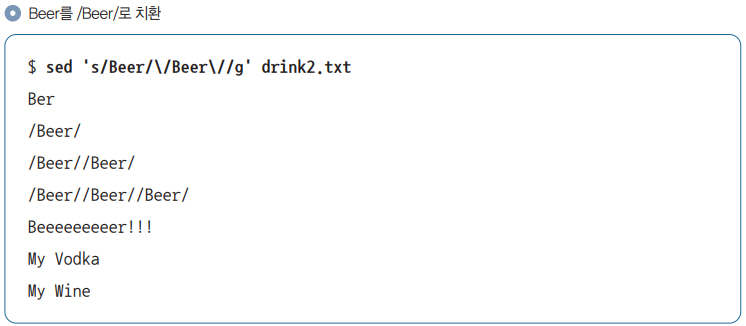 Beer를 /Beer/로 치환
$ sed 's/Beer/\/Beer\//g' drink2.txt
Ber
/Beer/
/Beer//Beer/
/Beer//Beer//Beer/
Beeeeeeeeer!!!
My Vodka
My Wine